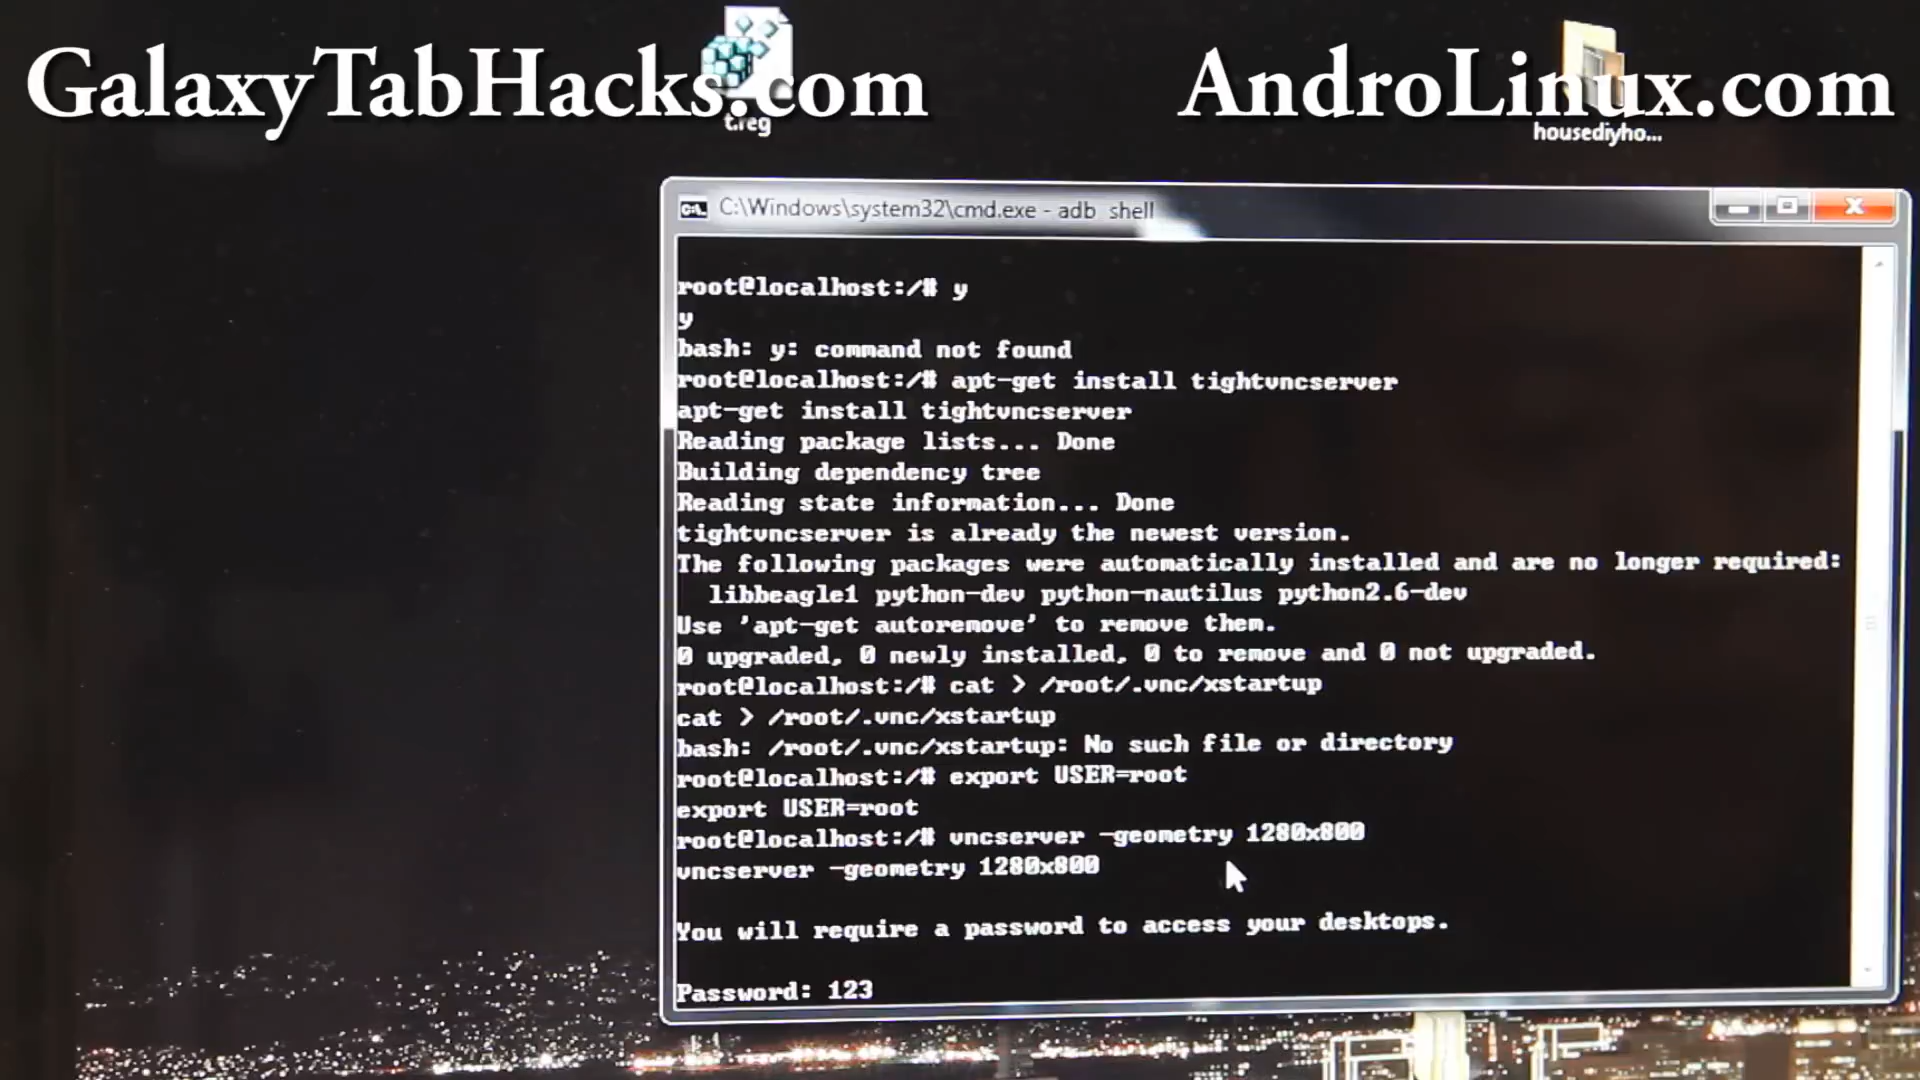 GalaxyTabHacks.com
AndroLinux.com
t.reg
housediyho...
C:\Windows\system32\cmd.exe - adb  shell
root@localhost:/# y
y
bash: y: command not found
root@localhost:/# apt-get install tightvncserver
apt-get install tightvncserver
Reading package lists... Done
Building dependency tree
Reading state information... Done
tightvncserver is already the newest version.
The following packages were automatically installed and are no longer required:
  libbeagle1 python-dev python-nautilus python2.6-dev
Use 'apt-get autoremove' to remove them.
0 upgraded, 0 newly installed, 0 to remove and 0 not upgraded.
root@localhost:/# cat > /root/.vnc/xstartup
cat > /root/.vnc/xstartup
bash: /root/.vnc/xstartup: No such file or directory
root@localhost:/# export USER=root
export USER=root
root@localhost:/# vncserver -geometry 1280x800
vncserver -geometry 1280x800
You will require a password to access your desktops.
Password: 123